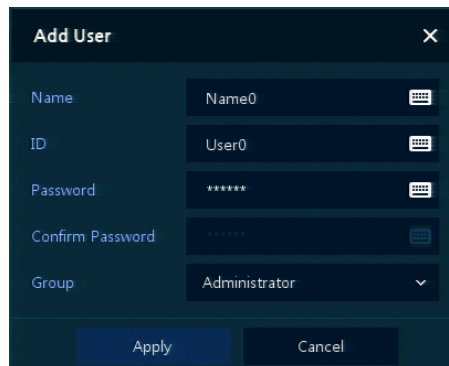 Add User
Name Name0
ID User0
Password ******
Confirm Password ******
Group Administrator
Apply Cancel